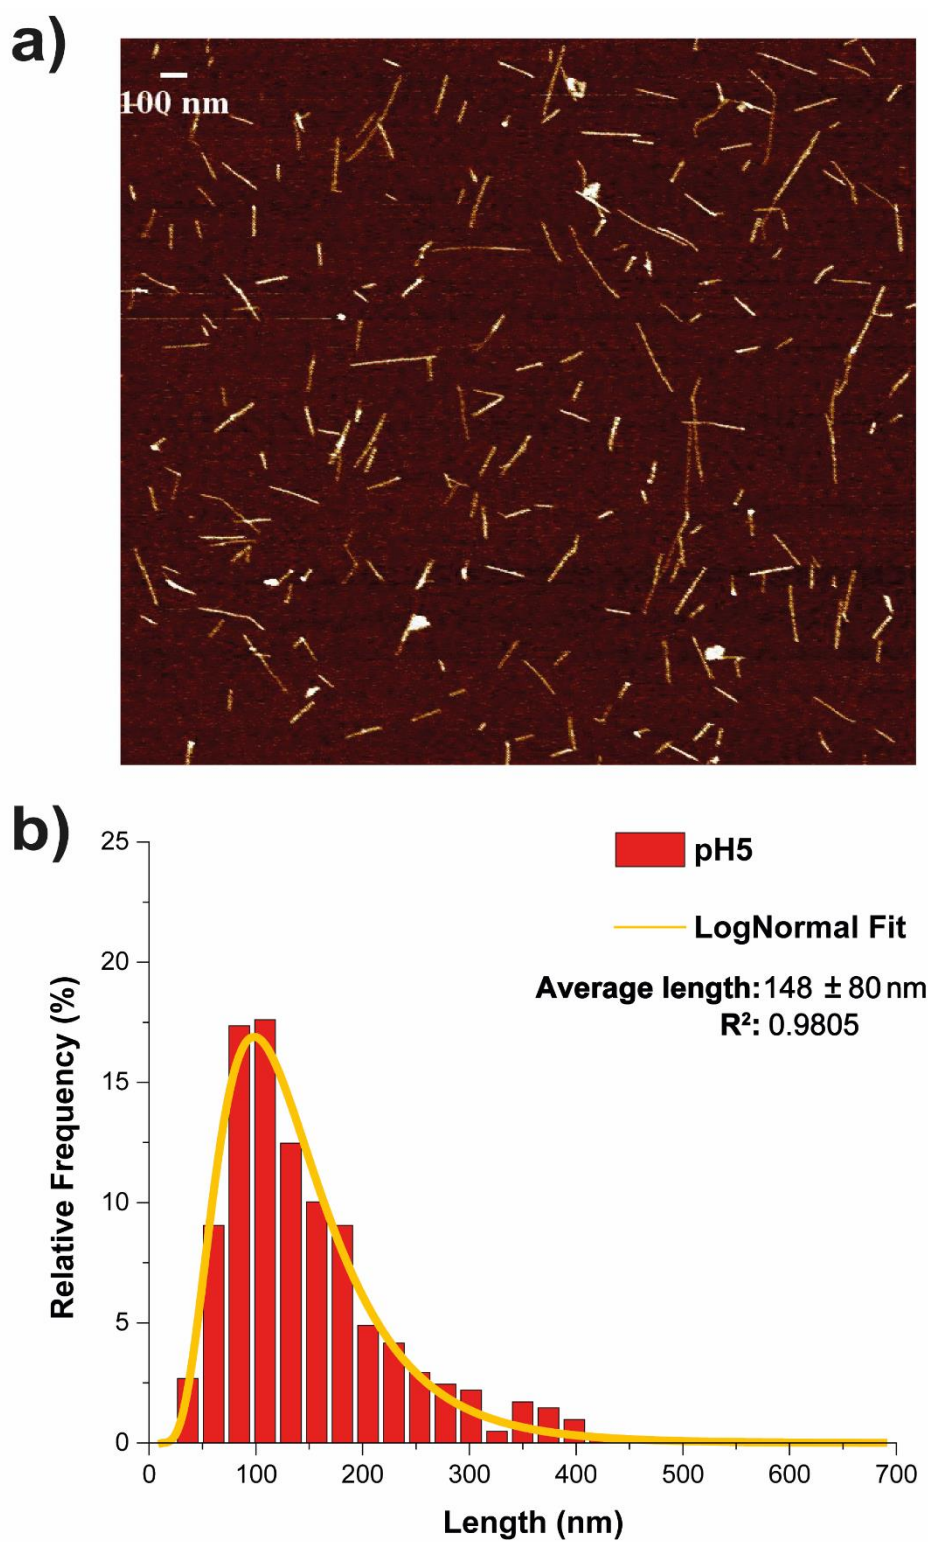 a)
100 nm
b)
25
20
15
10
5
0
Relative Frequency (%)
pH5
LogNormal Fit
Average length: 148 ± 80 nm
R²: 0.9805
0 100 200 300 400 500 600 700
Length (nm)